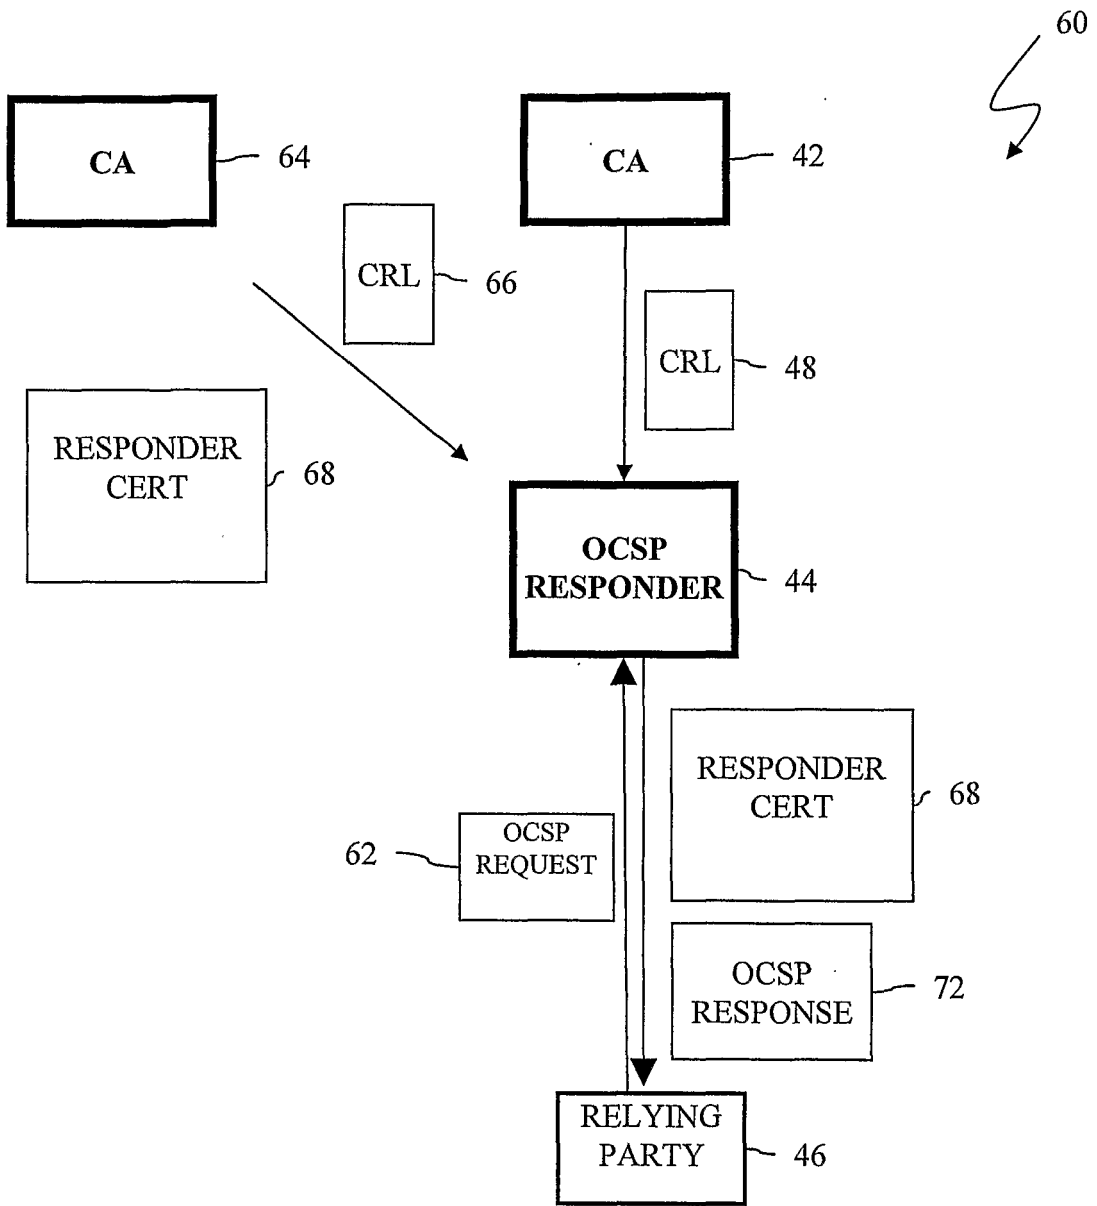 60
CA
64
CA
42
CRL
66
CRL
48
RESPONDER
CERT
68
OCSP
RESPONDER
44
RESPONDER
CERT
68
OCSP
REQUEST
62
OCSP
RESPONSE
72
RELYING
PARTY
46